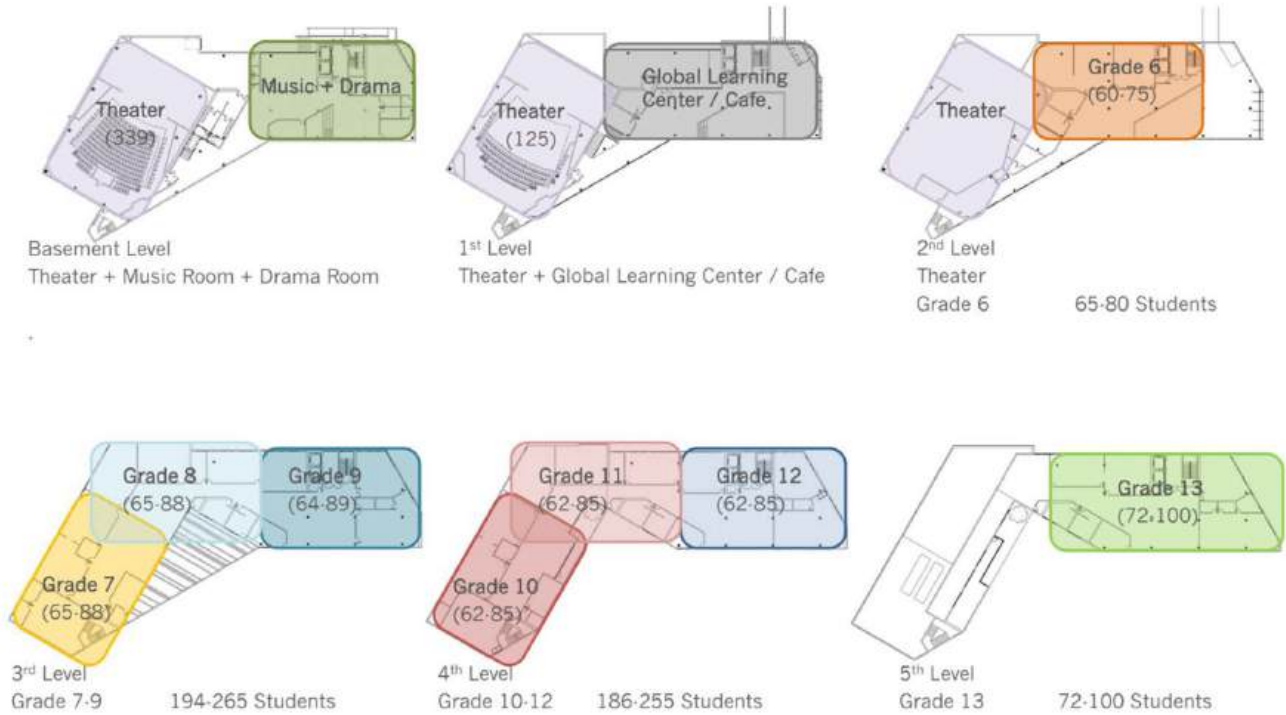 Theater
(339)
Music + Drama
Basement Level
Theater + Music Room + Drama Room
Theater
(125)
Global Learning
Center / Cafe
1st Level
Theater + Global Learning Center / Cafe
Theater
Grade 6
(60-75)
2nd Level
Theater
Grade 6 65-80 Students
Grade 8
(65-88)
Grade 9
(64-89)
Grade 7
(65-88)
3rd Level
Grade 7-9 194-265 Students
Grade 11
(62-85)
Grade 12
(62-85)
Grade 10
(62-85)
4th Level
Grade 10-12 186-255 Students
Grade 13
(72-100)
5th Level
Grade 13 72-100 Students